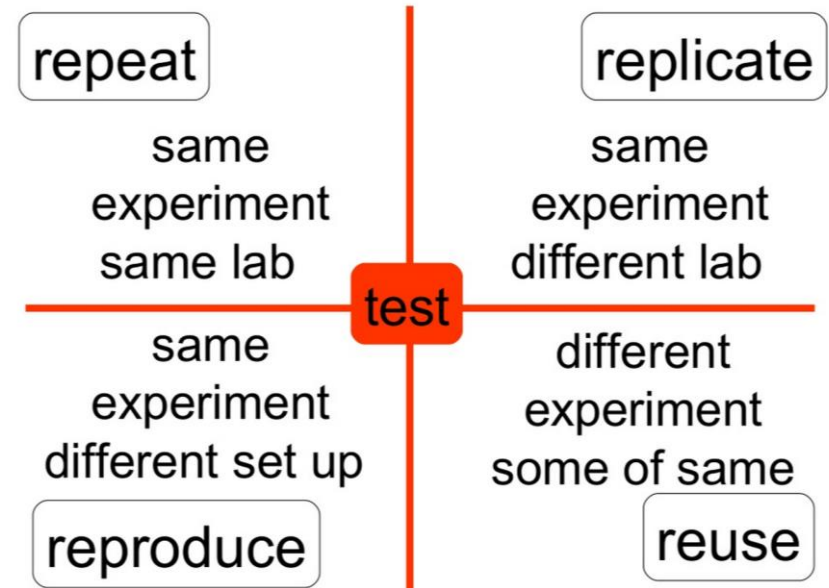 repeat
same
experiment
same lab
replicate
same
experiment
different lab
test
same
experiment
different set up
reproduce
different
experiment
some of same
reuse